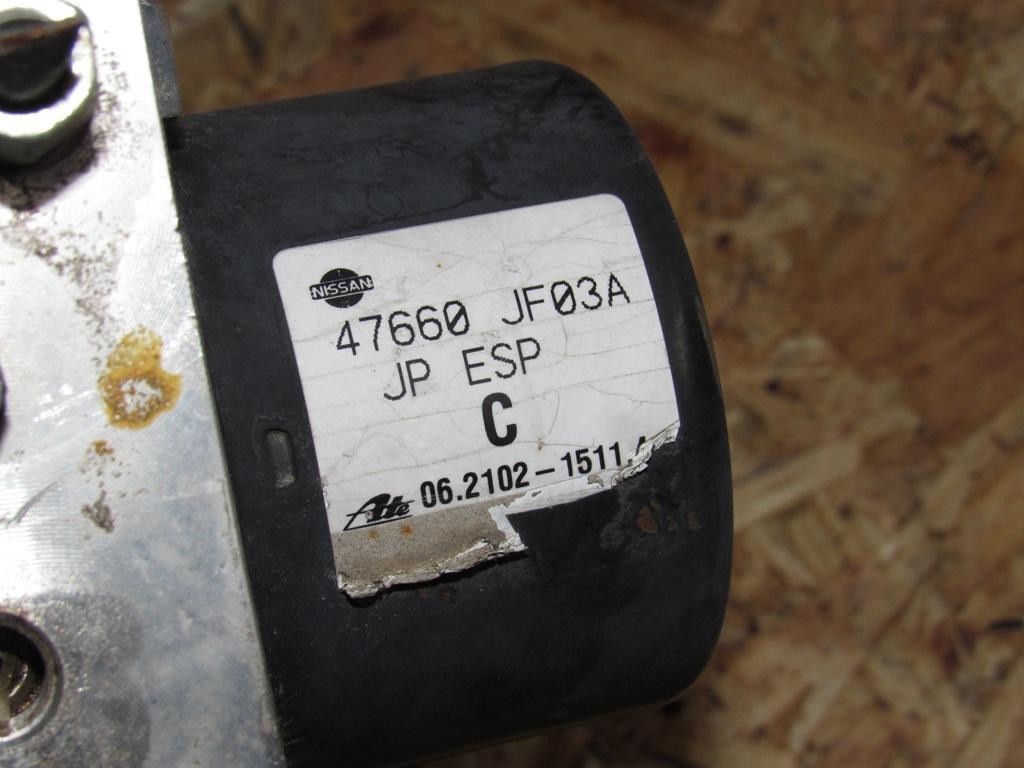 NISSAN
47660 JF03A
JP ESP
C
Ate 06.2102-1511.